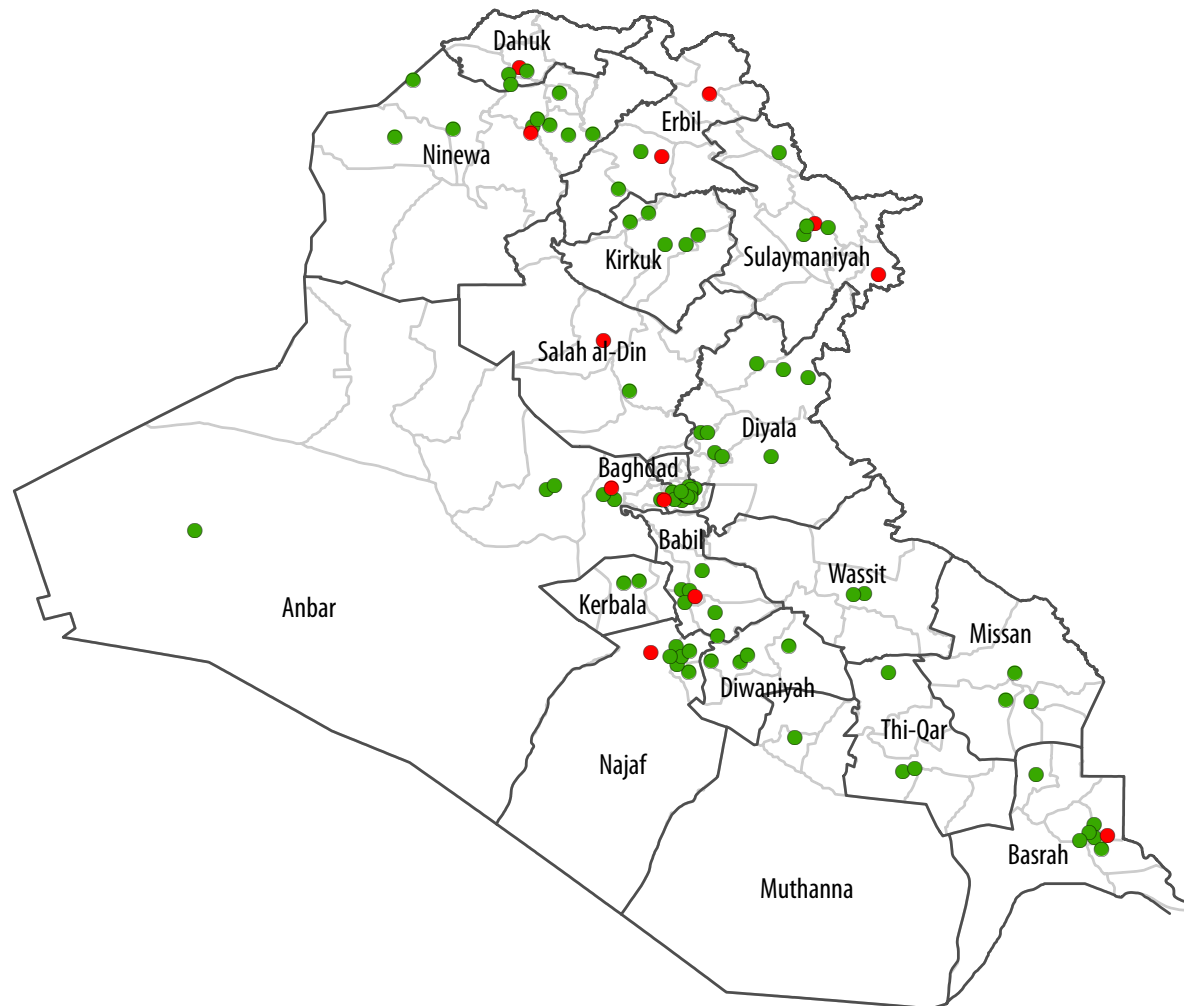 Dahuk
Erbil
Ninewa
Kirkuk
Sulaymaniyah
Salah al-Din
Diyala
Baghdad
Babil
Wassit
Kerbala
Anbar
Missan
Diwaniyah
Thi-Qar
Najaf
Basrah
Muthanna